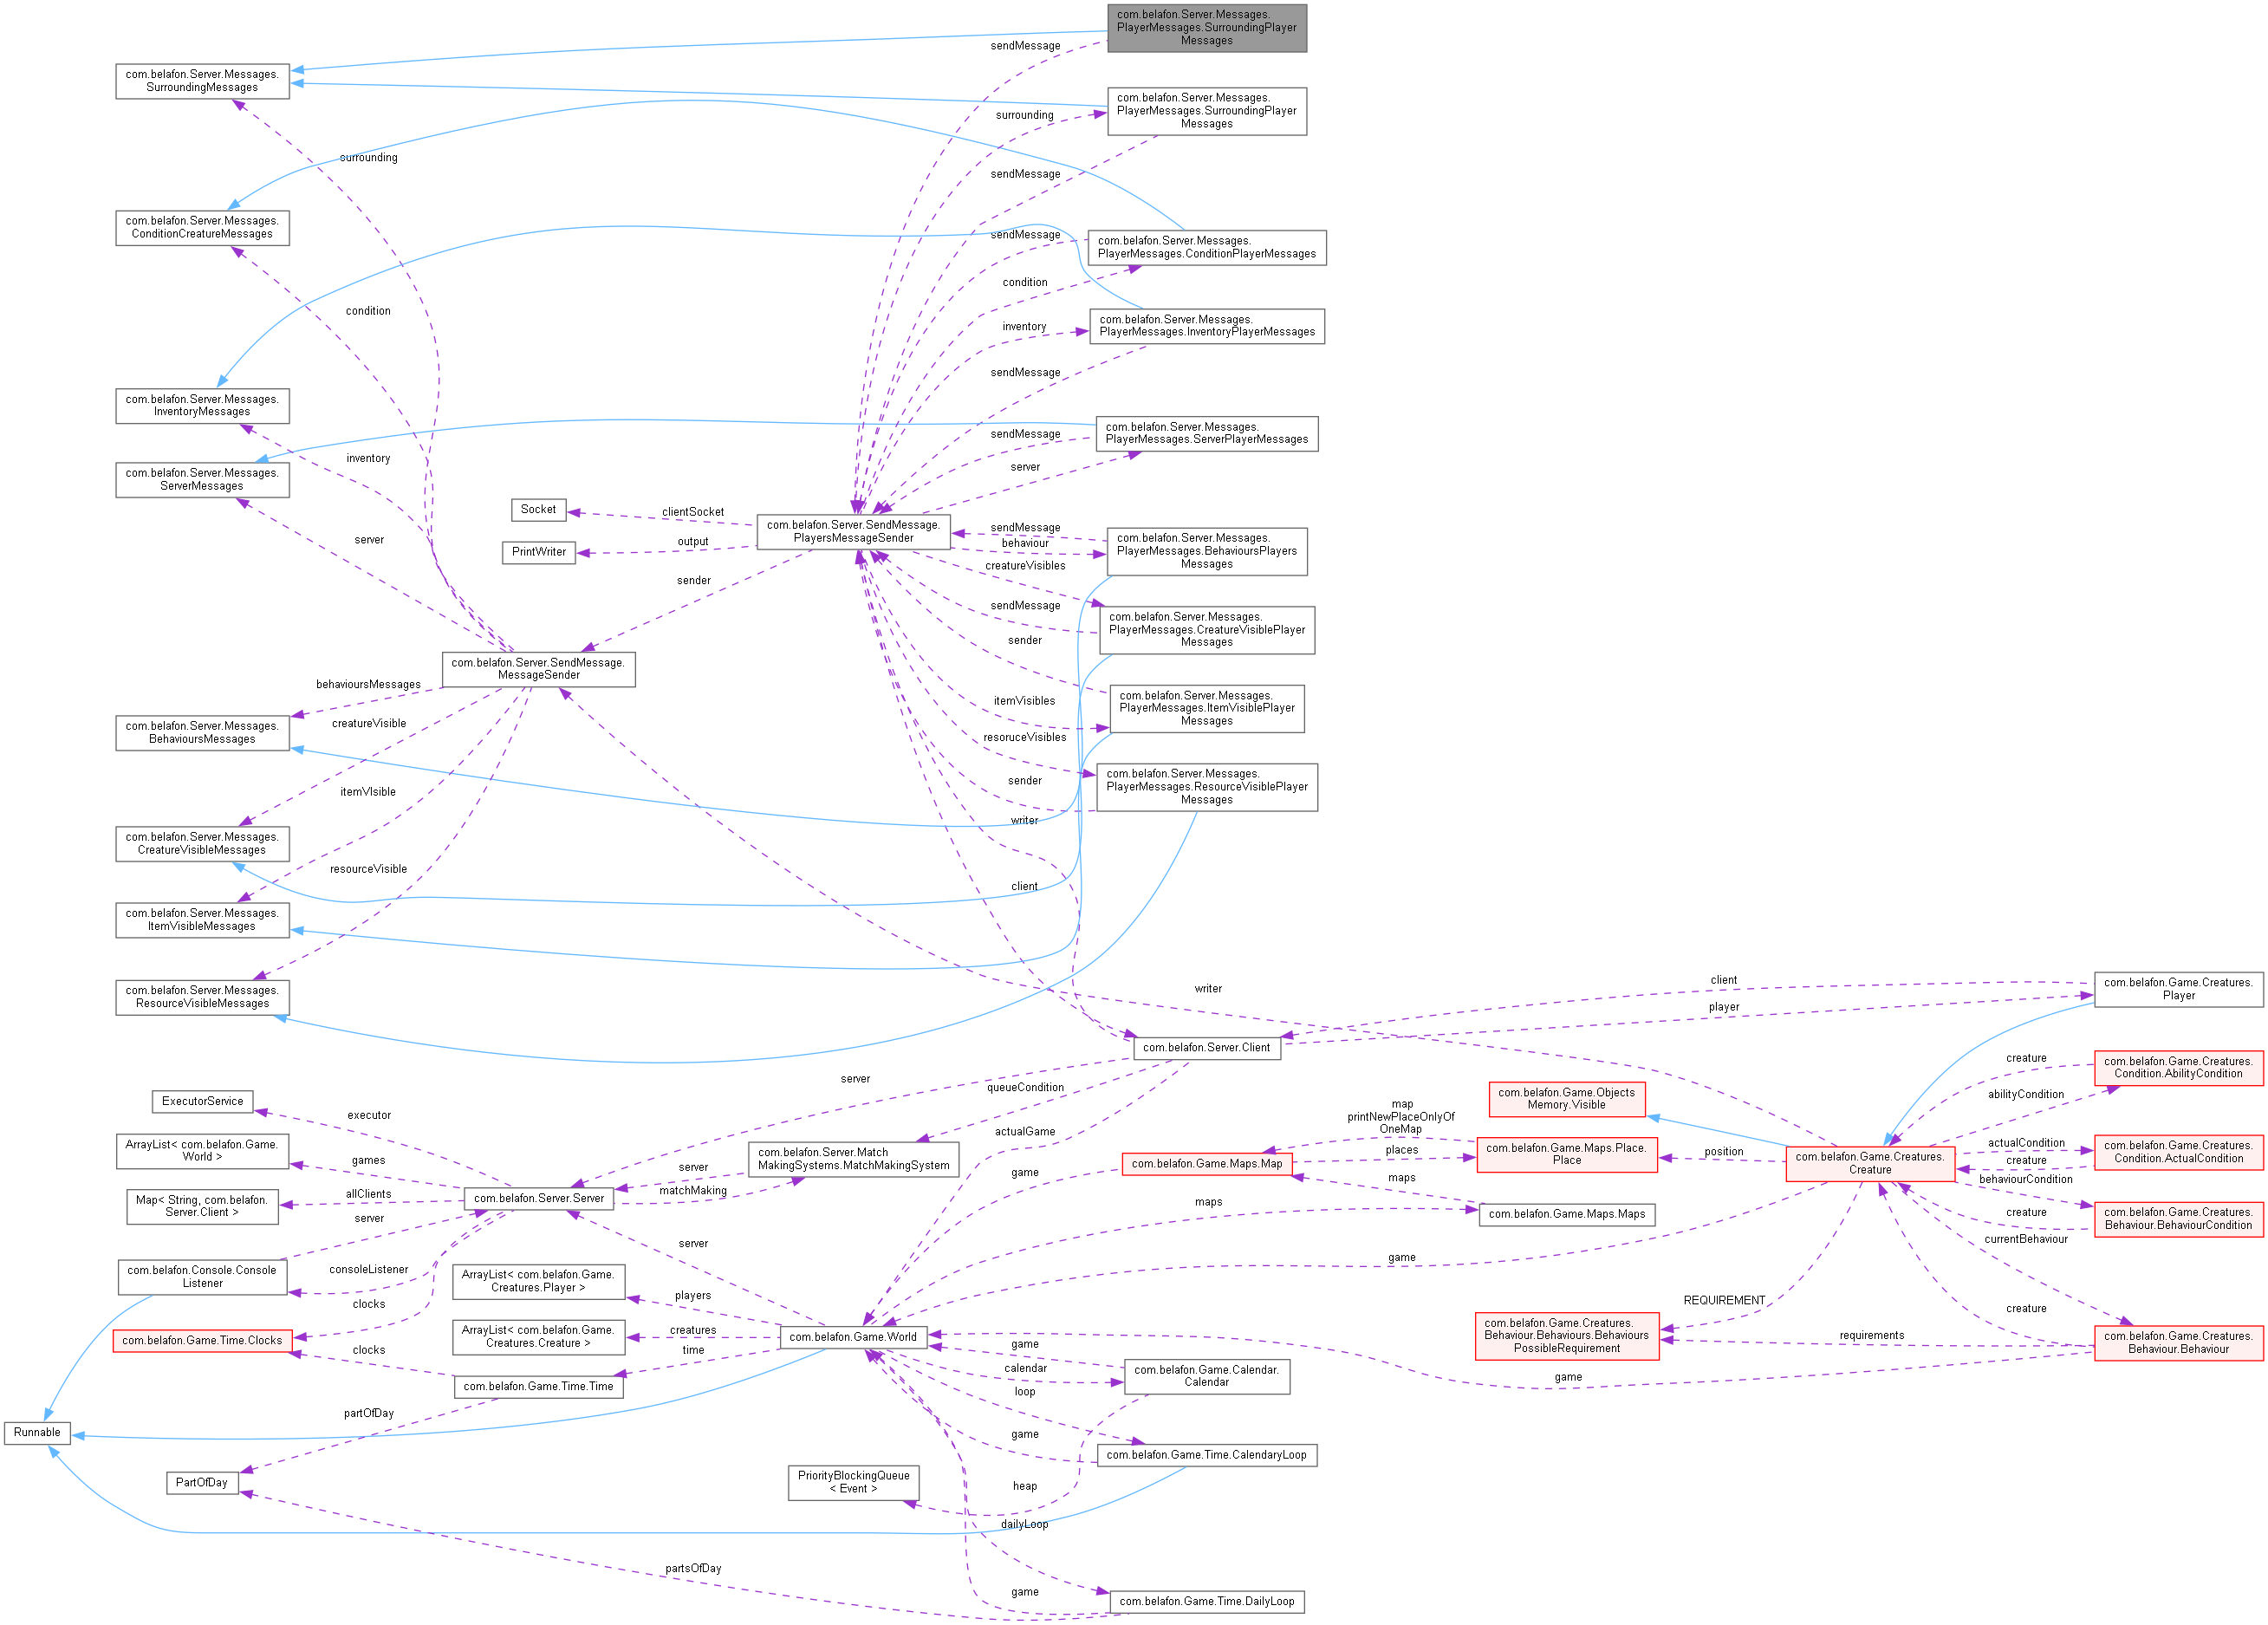 com.belafon.Server.Messages.
PlayerMessages.SurroundingPlayer
Messages
sendMessage
com.belafon.Server.Messages.
SurroundingMessages
com.belafon.Server.Messages.
PlayerMessages.SurroundingPlayer
Messages
surrounding
surrounding
sendMessage
com.belafon.Server.Messages.
ConditionCreatureMessages
sendMessage
com.belafon.Server.Messages.
PlayerMessages.ConditionPlayerMessages
condition
condition
com.belafon.Server.Messages.
PlayerMessages.InventoryPlayerMessages
inventory
sendMessage
com.belafon.Server.Messages.
InventoryMessages
com.belafon.Server.Messages.
PlayerMessages.ServerPlayerMessages
sendMessage
inventory
server
com.belafon.Server.Messages.
ServerMessages
Socket
clientSocket
com.belafon.Server.SendMessage.
PlayersMessageSender
sendMessage
behaviour
com.belafon.Server.Messages.
PlayerMessages.BehavioursPlayers
Messages
server
PrintWriter
output
creatureVisibles
sender
sendMessage
com.belafon.Server.Messages.
PlayerMessages.CreatureVisiblePlayer
Messages
sender
com.belafon.Server.SendMessage.
MessageSender
behavioursMessages
com.belafon.Server.Messages.
PlayerMessages.ItemVisiblePlayer
Messages
itemVisibles
creatureVisible
com.belafon.Server.Messages.
BehavioursMessages
resoruceVisibles
sender
com.belafon.Server.Messages.
PlayerMessages.ResourceVisiblePlayer
Messages
itemVIsible
writer
com.belafon.Server.Messages.
CreatureVisibleMessages
resourceVisible
client
com.belafon.Server.Messages.
ItemVisibleMessages
com.belafon.Server.Messages.
ResourceVisibleMessages
writer
client
player
com.belafon.Game.Creatures.
Player
com.belafon.Server.Client
server
queueCondition
creature
com.belafon.Game.Creatures.
Condition.AbilityCondition
abilityCondition
ExecutorService
executor
com.belafon.Game.Objects
Memory.Visible
map
printNewPlaceOnlyOf
OneMap
actualGame
ArrayList< com.belafon.Game.
World >
games
com.belafon.Server.Match
MakingSystems.MatchMakingSystem
server
matchMaking
com.belafon.Game.Maps.Map
places
com.belafon.Game.Maps.Place.
Place
position
com.belafon.Game.Creatures.
Creature
actualCondition
creature
com.belafon.Game.Creatures.
Condition.ActualCondition
game
maps
behaviourCondition
Map< String, com.belafon.
Server.Client >
allClients
com.belafon.Server.Server
maps
com.belafon.Game.Maps.Maps
creature
com.belafon.Game.Creatures.
Behaviour.BehaviourCondition
server
server
currentBehaviour
com.belafon.Console.Console
Listener
consoleListener
game
ArrayList< com.belafon.Game.
Creatures.Player >
players
clocks
REQUIREMENT
creature
com.belafon.Game.Time.Clocks
clocks
ArrayList< com.belafon.Game.
Creatures.Creature >
creatures
time
com.belafon.Game.World
com.belafon.Game.Creatures.
Behaviour.Behaviours.Behaviours
PossibleRequirement
requirements
com.belafon.Game.Creatures.
Behaviour.Behaviour
game
calendar
loop
com.belafon.Game.Calendar.
Calendar
game
com.belafon.Game.Time.Time
partOfDay
Runnable
game
com.belafon.Game.Time.CalendaryLoop
PartOfDay
PriorityBlockingQueue
< Event >
heap
dailyLoop
partsOfDay
game
com.belafon.Game.Time.DailyLoop